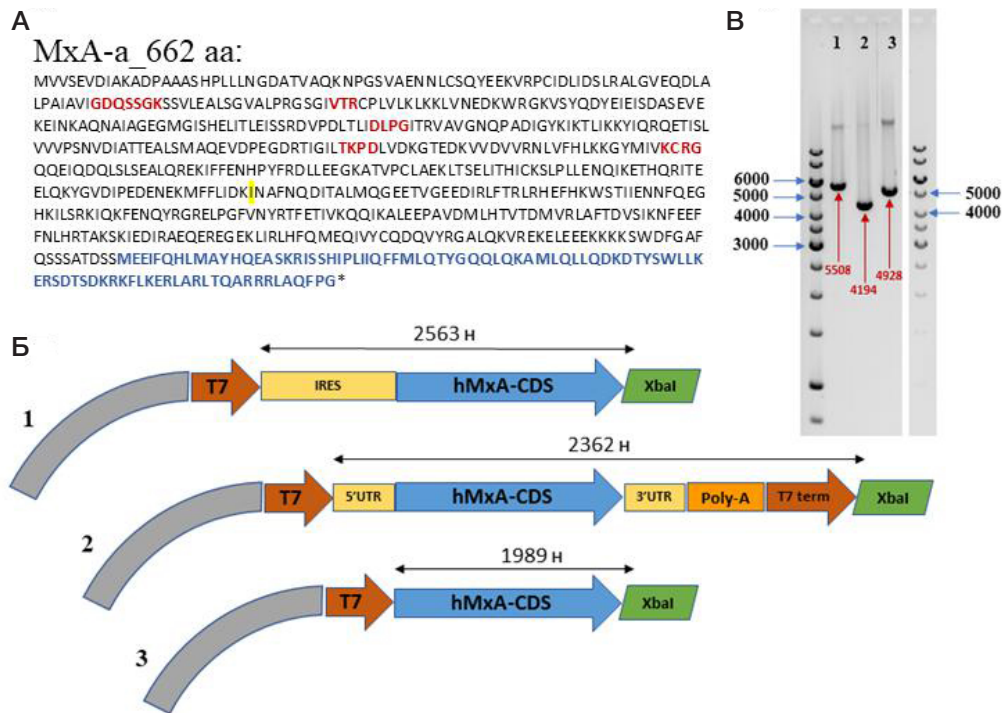 А
В
MxA-a_662 aa:
MVVSEVDIAKADPAAASHPLLLNGDATVAQKNPGSVAENNLCSQYEEKVRPCIDLIDSLRALGVEQDLA
LPAIAVIGDQSSGKSSVLEALSGVALPRGSGIVTRCPLVLKLKKLVNEDKWRGKVSYQDYEIEISDASEVE
KEINKAQNAIAGEGMGISHELITLEISSRDVPDLTLIDLPGITRVAVGNQPADIGYKIKTLIKKYIQRQETISL
VVVPSNVDIATTEALSMAQEVDPEGDRTIGILTKPDLVDKGTEDKVVDVVRNLVFHLKKGYMIVKCRG
QQEIQDQLSLSEALQREKIFFENHPYFRDLLEEGKATVPCLAEKLTSELITHICKSLPLLENQIKETHQRITE
ELQKYGVDIPEDENEKMFFLIDKINAFNQDITALMQGEETVGEEDIRLFTRLRHEFHKWSTIIENNFQEG
HKILSRKIQKFENQYRGRELPGFVNYRTFETIVKQQIKALEEPAVDMLHTVTDMVRLAFTDVSIKNFEEF
FNLHRTAKSKIEDIRAEQEREGEKLIRLHFQMEQIVYCQDQVYRGALQKVREKELEEEKKKKSWDFGAF
QSSSATDSSMEEIFQHLMAYHQEASKRISSHIPLIIQFFMLQTYGQQLQKAMLQLLQDKDTYSWLLK
ERSDTSDKRKFLKERLARLTQARRRLAQFPG*
1 2 3
6000
5000
4000
3000
5000
4000
5508
4194
4928
Б
2563 н
T7 IRES hMxA-CDS XbaI
1
2362 н
T7 5'UTR hMxA-CDS 3'UTR Poly-A T7 term XbaI
2
1989 н
T7 hMxA-CDS XbaI
3